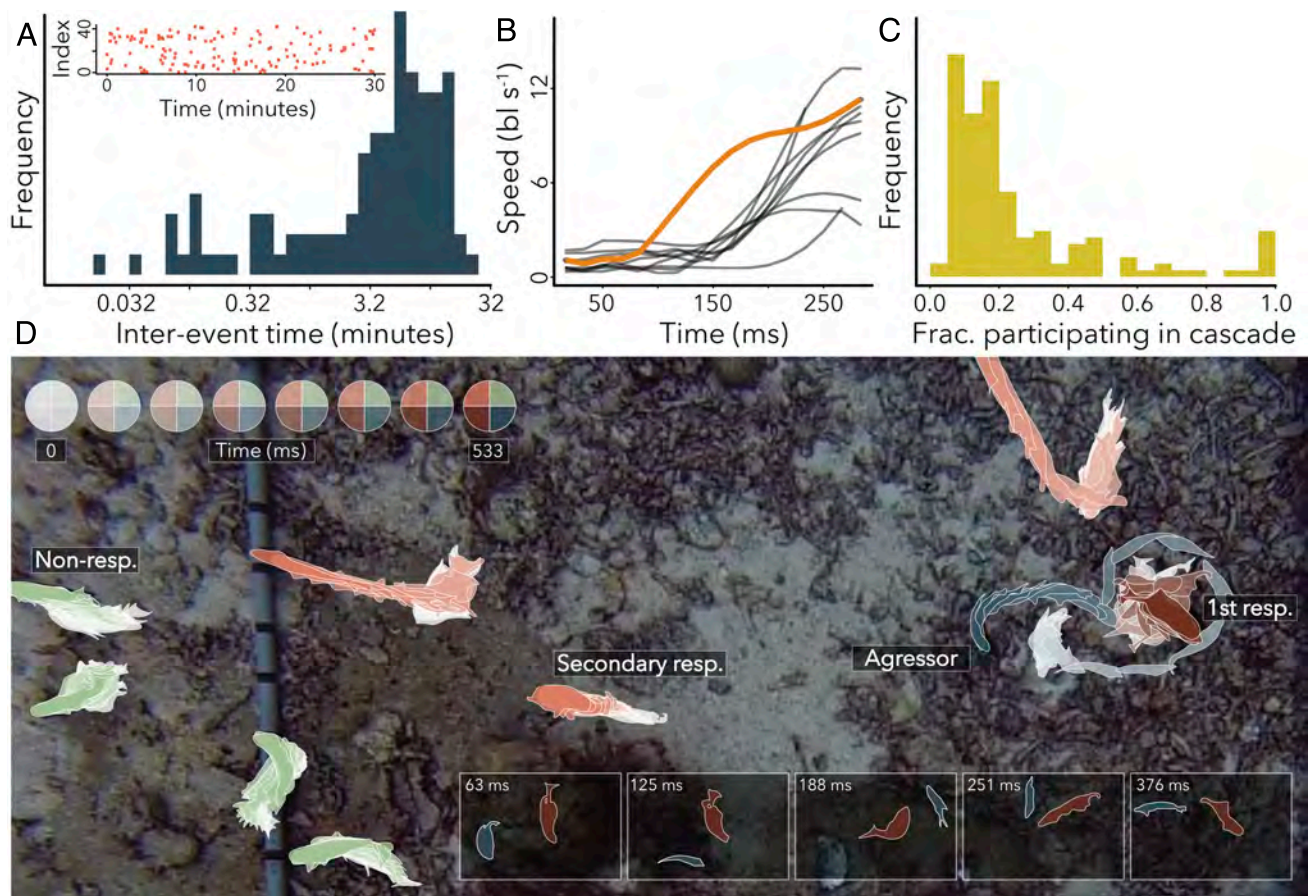 A
Index
0
40
0
10
20
30
Time (minutes)
Frequency
0.032
0.32
3.2
32
Inter-event time (minutes)
B
Speed (bl s⁻¹)
0
6
12
50
150
250
Time (ms)
C
Frequency
0.0
0.2
0.4
0.6
0.8
1.0
Frac. participating in cascade
D
0
Time (ms)
533
Non-resp.
1st resp.
Secondary resp.
Agressor
63 ms
125 ms
188 ms
251 ms
376 ms